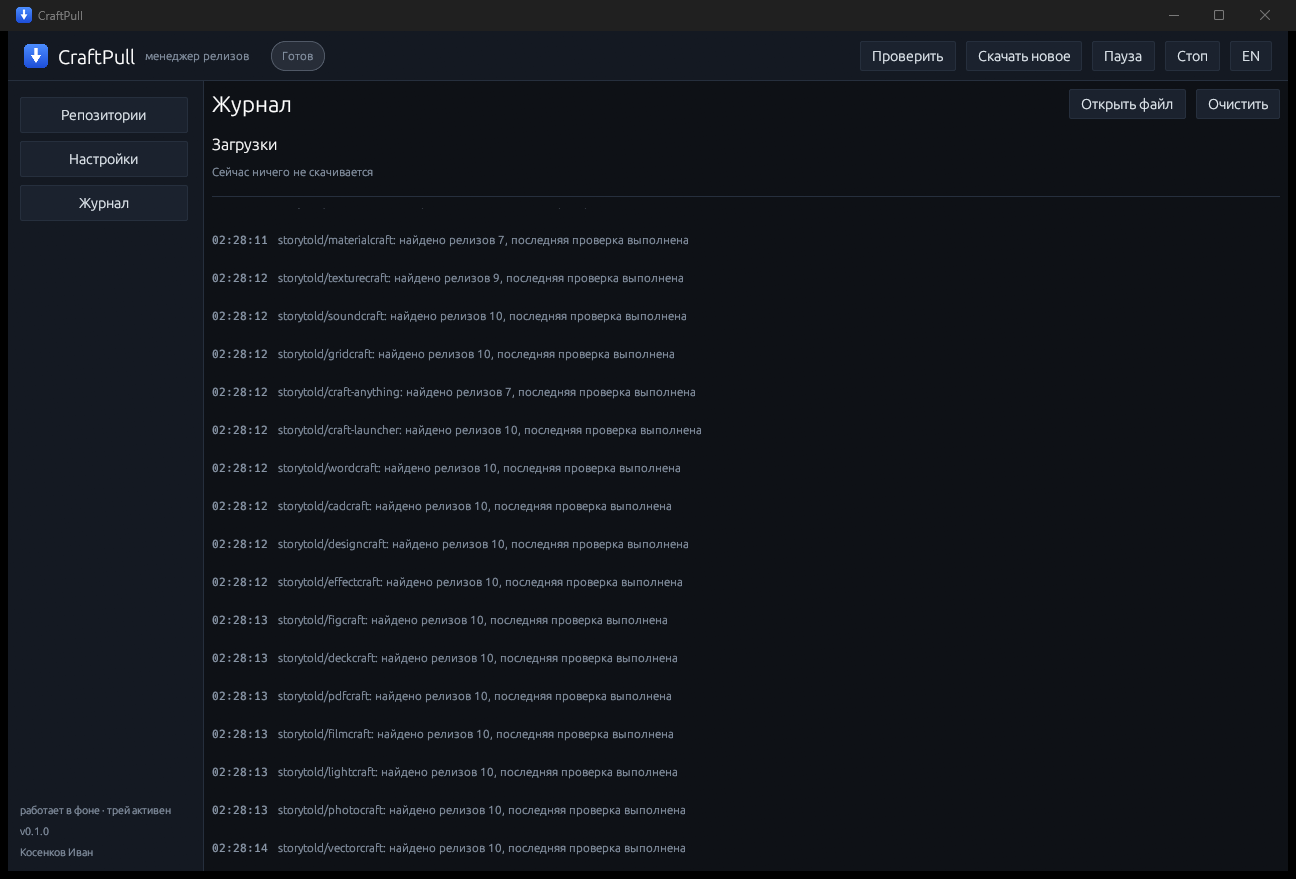 CraftPull
CraftPull менеджер релизов Готов Проверить Скачать новое Пауза Стоп EN
Репозитории
Настройки
Журнал
работает в фоне · трей активен
v0.1.0
Косенков Иван
Журнал Открыть файл Очистить
Загрузки
Сейчас ничего не скачивается
02:28:11 storytold/materialcraft: найдено релизов 7, последняя проверка выполнена
02:28:12 storytold/texturecraft: найдено релизов 9, последняя проверка выполнена
02:28:12 storytold/soundcraft: найдено релизов 10, последняя проверка выполнена
02:28:12 storytold/gridcraft: найдено релизов 10, последняя проверка выполнена
02:28:12 storytold/craft-anything: найдено релизов 7, последняя проверка выполнена
02:28:12 storytold/craft-launcher: найдено релизов 10, последняя проверка выполнена
02:28:12 storytold/wordcraft: найдено релизов 10, последняя проверка выполнена
02:28:12 storytold/cadcraft: найдено релизов 10, последняя проверка выполнена
02:28:12 storytold/designcraft: найдено релизов 10, последняя проверка выполнена
02:28:12 storytold/effectcraft: найдено релизов 10, последняя проверка выполнена
02:28:13 storytold/figcraft: найдено релизов 10, последняя проверка выполнена
02:28:13 storytold/deckcraft: найдено релизов 10, последняя проверка выполнена
02:28:13 storytold/pdfcraft: найдено релизов 10, последняя проверка выполнена
02:28:13 storytold/filmcraft: найдено релизов 10, последняя проверка выполнена
02:28:13 storytold/lightcraft: найдено релизов 10, последняя проверка выполнена
02:28:13 storytold/photocraft: найдено релизов 10, последняя проверка выполнена
02:28:14 storytold/vectorcraft: найдено релизов 10, последняя проверка выполнена